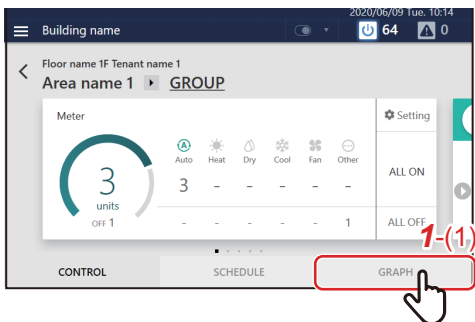 2020/06/09 Tue. 10:14
Building name
64
0
Floor name 1F Tenant name 1
Area name 1 GROUP
Meter
Setting
A
Auto Heat Dry Cool Fan Other
3 - - - - -
3
units
OFF 1
- - - - - 1
ALL ON
ALL OFF
1-(1)
CONTROL SCHEDULE GRAPH